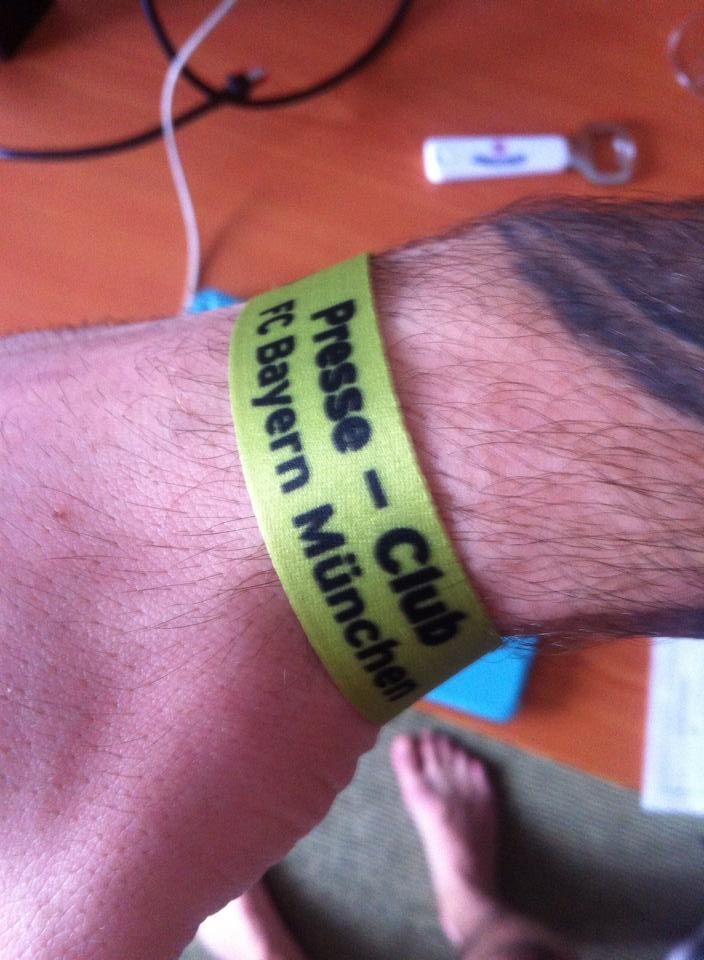 Presse - Club
FC Bayern München